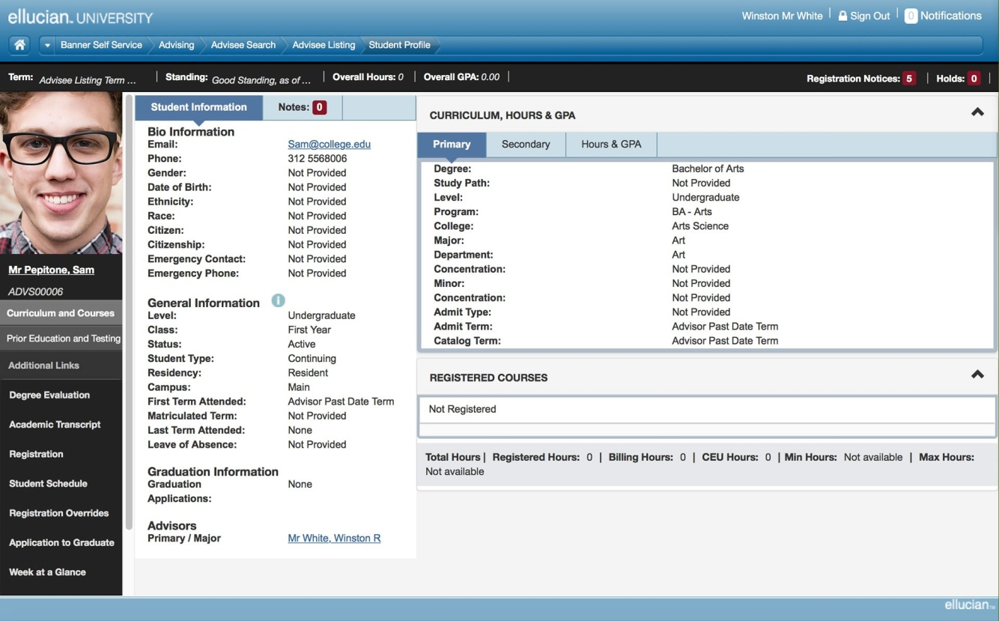 ellucian™ UNIVERSITY
Winston Mr White | Sign Out | 0 Notifications
Banner Self Service Advising Advisee Search Advisee Listing Student Profile
Term: Advisee Listing Term ... | Standing: Good Standing, as of ... | Overall Hours: 0 | Overall GPA: 0.00 |
Registration Notices: 5 | Holds: 0 |
Mr Pepitone, Sam
ADVS00006
Curriculum and Courses
Prior Education and Testing
Additional Links
Degree Evaluation
Academic Transcript
Registration
Student Schedule
Registration Overrides
Application to Graduate
Week at a Glance
Student Information Notes: 0
Bio Information
Email: Sam@college.edu
Phone: 312 5568006
Gender: Not Provided
Date of Birth: Not Provided
Ethnicity: Not Provided
Race: Not Provided
Citizen: Not Provided
Citizenship: Not Provided
Emergency Contact: Not Provided
Emergency Phone: Not Provided
General Information i
Level: Undergraduate
Class: First Year
Status: Active
Student Type: Continuing
Residency: Resident
Campus: Main
First Term Attended: Advisor Past Date Term
Matriculated Term: Not Provided
Last Term Attended: None
Leave of Absence: Not Provided
Graduation Information
Graduation None
Applications:
Advisors
Primary / Major Mr White, Winston R
CURRICULUM, HOURS & GPA
Primary Secondary Hours & GPA
Degree: Bachelor of Arts
Study Path: Not Provided
Level: Undergraduate
Program: BA - Arts
College: Arts Science
Major: Art
Department: Art
Concentration: Not Provided
Minor: Not Provided
Concentration: Not Provided
Admit Type: Not Provided
Admit Term: Advisor Past Date Term
Catalog Term: Advisor Past Date Term
REGISTERED COURSES
Not Registered
Total Hours | Registered Hours: 0 | Billing Hours: 0 | CEU Hours: 0 | Min Hours: Not available | Max Hours:
Not available
ellucian™